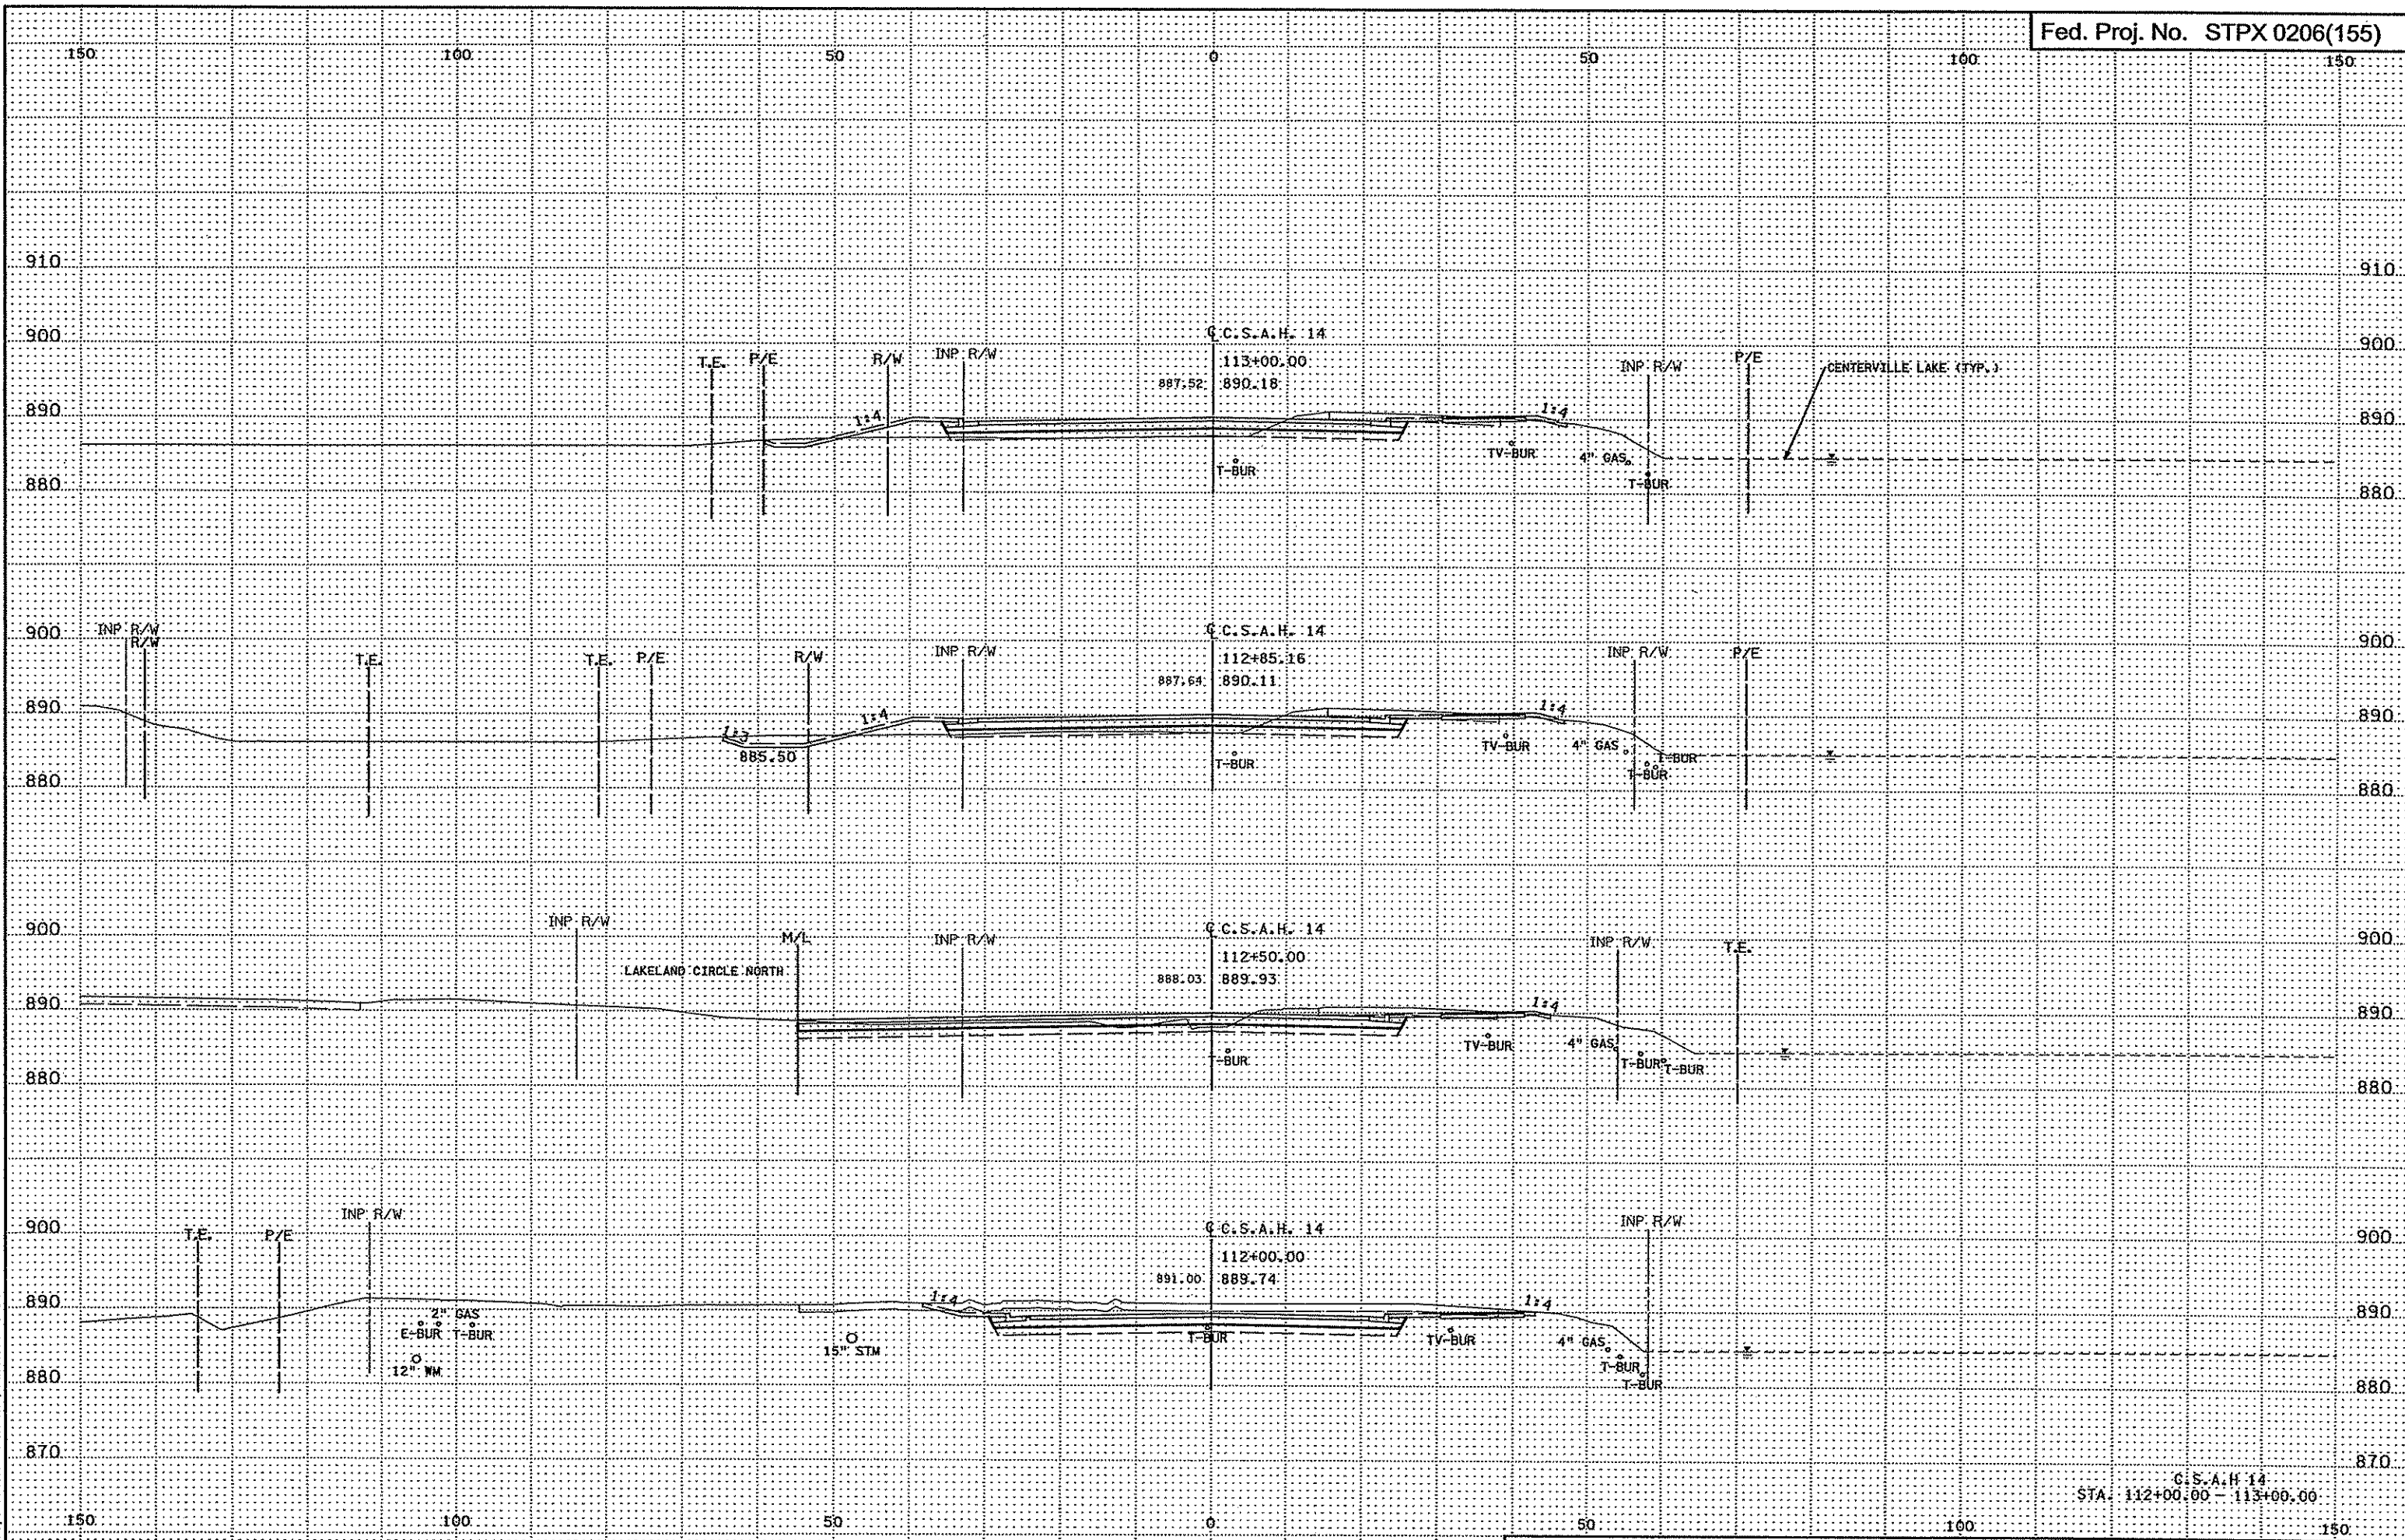 Fed. Proj. No. STPX 0206(155)
150 100 50 0 50 100 150
910 910
900 ℄ C.S.A.H. 14 900
T.E. P/E R/W INP R/W 113+00.00 INP R/W P/E CENTERVILLE LAKE (TYP.)
887.52 890.18
890 1:4 1:4 890
TV-BUR 4" GAS
T-BUR T-BUR
880 880
900 INP R/W ℄ C.S.A.H. 14 900
R/W
T.E. T.E. P/E R/W INP R/W 112+85.16 INP R/W P/E
887.64 890.11
890 1:4 1:4 890
1:3
885.50 T-BUR TV-BUR 4" GAS T-BUR
T-BUR
880 880
INP R/W
900 M/L INP R/W ℄ C.S.A.H. 14 INP R/W T.E. 900
112+50.00
LAKELAND CIRCLE NORTH 888.03 889.93
890 1:4 890
T-BUR TV-BUR 4" GAS T-BUR T-BUR
880 880
INP R/W
900 T.E. P/E ℄ C.S.A.H. 14 INP R/W 900
112+00.00
891.00 889.74
890 1:4 1:4 890
2" GAS
E-BUR T-BUR T-BUR TV-BUR 4" GAS
15" STM
12" WM T-BUR
T-BUR
880 880
870 870
C.S.A.H 14
STA. 112+00.00 - 113+00.00
150 100 50 0 50 100 150